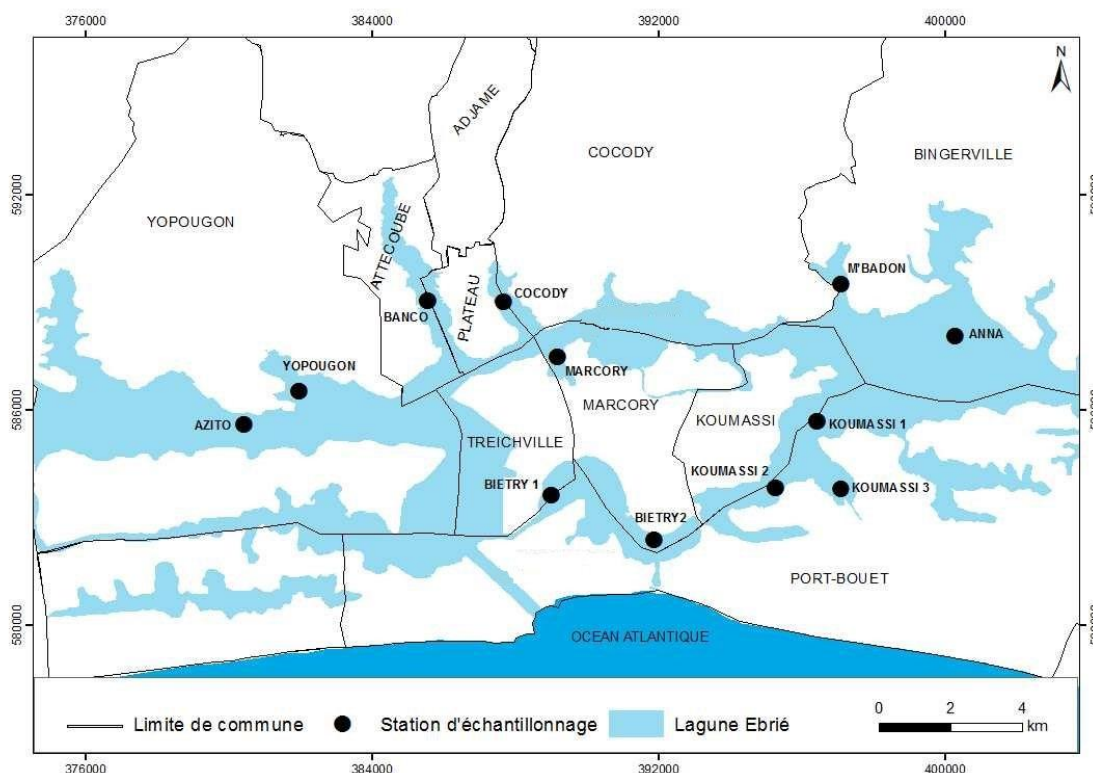 376000 384000 392000 400000
N
ADJAME
COCODY
BINGERVILLE
592000
YOPOUGON
ATTECOUBE
M'BADON
PLATEAU
COCODY
BANCO
ANNA
YOPOUGON
MARCORY
MARCORY
AZITO
KOUMASSI
KOUMASSI 1
TREICHVILLE
KOUMASSI 2
BIETRY 1
KOUMASSI 3
BIETRY2
PORT-BOUET
580000
OCEAN ATLANTIQUE
Limite de commune Station d'échantillonnage Lagune Ebrié
0 2 4
km
376000 384000 392000 400000